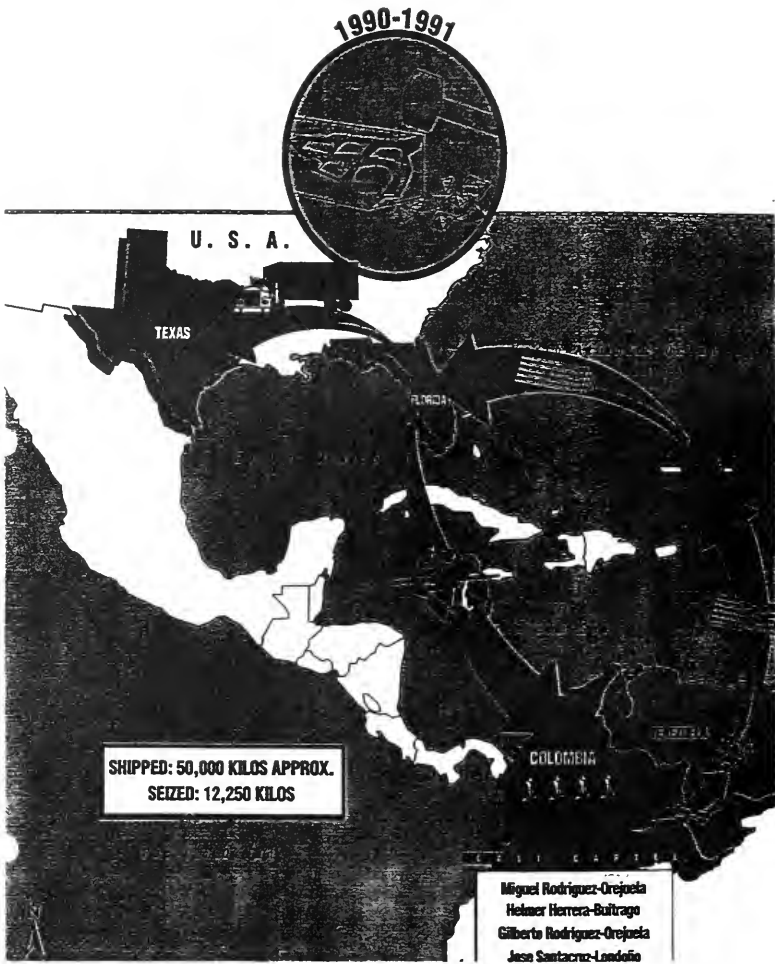 1990-1991
U. S. A.
TEXAS
FLORIDA
VENEZUELA
COLOMBIA
SHIPPED: 50,000 KILOS APPROX.
SEIZED: 12,250 KILOS
CALI CARTEL
Miguel Rodriguez-Orejuela
Helmer Herrera-Buitrago
Gilberto Rodriguez-Orejuela
Jose Santacruz-Londoño